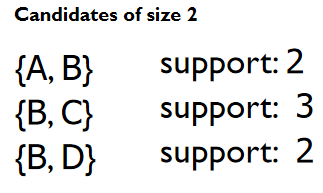 Candidates of size 2
{A, B} support: 2
{B, C} support: 3
{B, D} support: 2